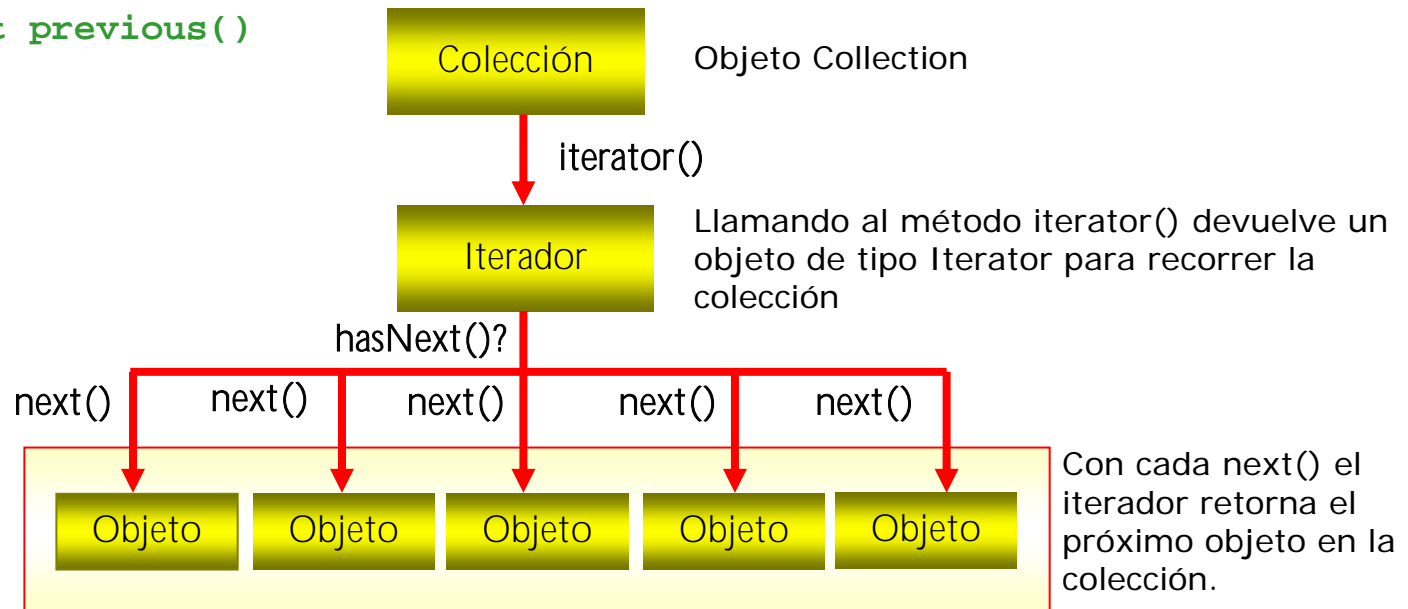 t previous()
Colección
Objeto Collection
iterator()
Iterador
Llamando al método iterator() devuelve un
objeto de tipo Iterator para recorrer la
colección
hasNext()?
next() next() next() next() next()
Objeto Objeto Objeto Objeto Objeto
Con cada next() el
iterador retorna el
próximo objeto en la
colección.